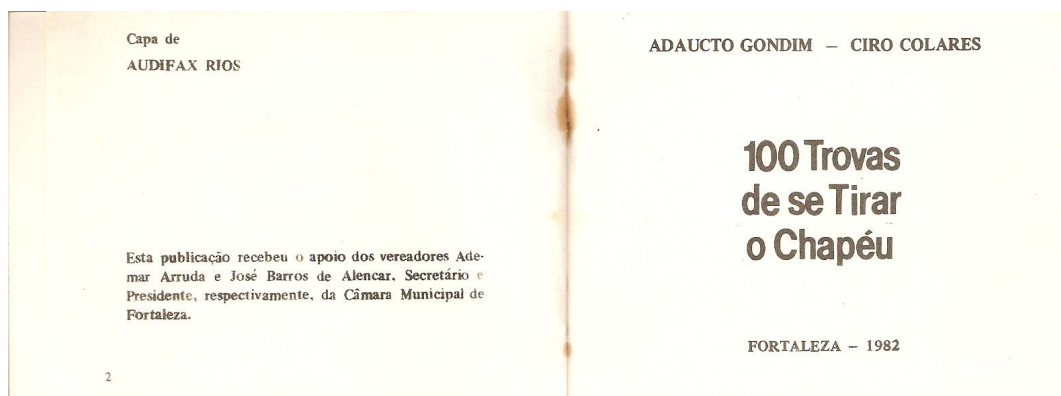 Capa de
AUDIFAX RIOS
Esta publicação recebeu o apoio dos vereadores Ade-
mar Arruda e José Barros de Alencar, Secretário e
Presidente, respectivamente, da Câmara Municipal de
Fortaleza.
2
ADAUCTO GONDIM – CIRO COLARES
100 Trovas
de se Tirar
o Chapéu
FORTALEZA – 1982